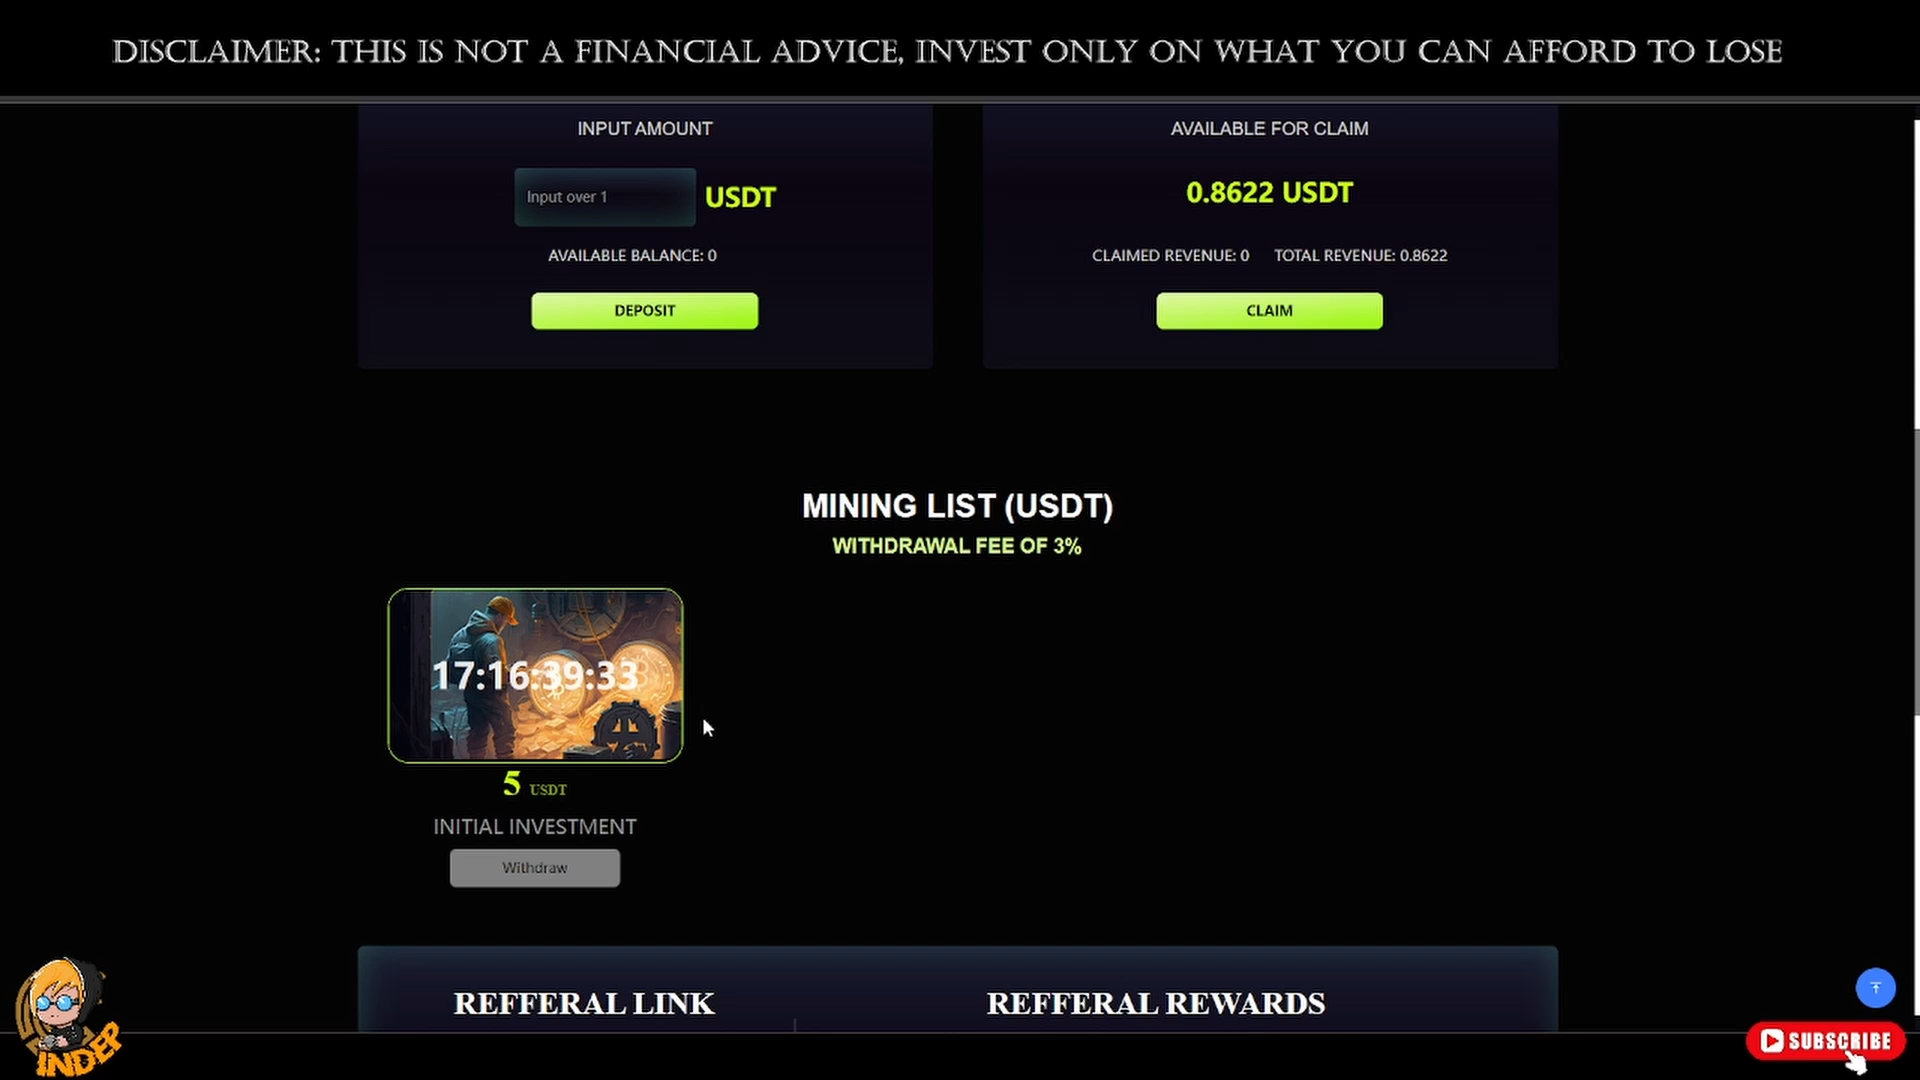 DISCLAIMER: THIS IS NOT A FINANCIAL ADVICE, INVEST ONLY ON WHAT YOU CAN AFFORD TO LOSE
INPUT AMOUNT
Input over 1
USDT
AVAILABLE BALANCE: 0
DEPOSIT
AVAILABLE FOR CLAIM
0.8622 USDT
CLAIMED REVENUE: 0 TOTAL REVENUE: 0.8622
CLAIM
MINING LIST (USDT)
WITHDRAWAL FEE OF 3%
17:16:39:33
5 USDT
INITIAL INVESTMENT
Withdraw
REFFERAL LINK
REFFERAL REWARDS
INDEP
SUBSCRIBE